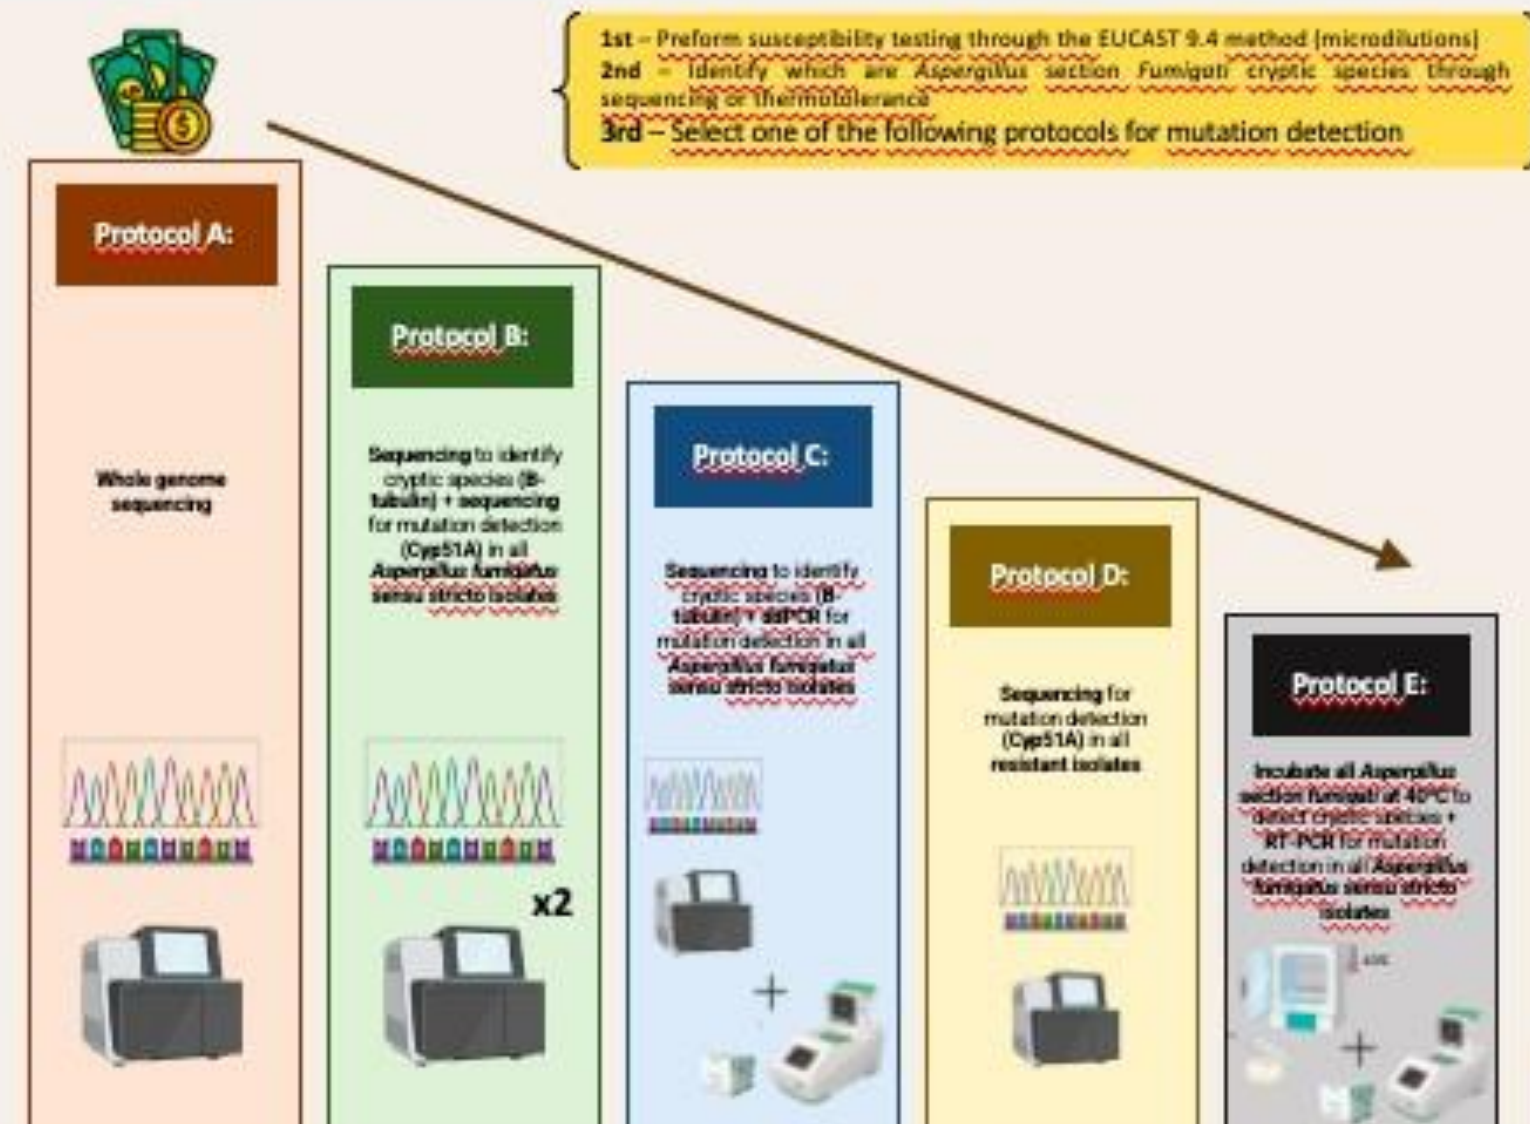 1st – Preform susceptibility testing through the EUCAST 9.4 method (microdilutions)
2nd – Identify which are Aspergillus section Fumigati cryptic species through
sequencing or thermotolerance
3rd – Select one of the following protocols for mutation detection
Protocol A:
Whole genome
sequencing
Protocol B:
Sequencing to identify
cryptic species (B-
tubulin) + sequencing
for mutation detection
(Cyp51A) in all
Aspergillus fumigatus
sensu stricto isolates
x2
Protocol C:
Sequencing to identify
cryptic species (B-
tubulin) + asPCR for
mutation detection in all
Aspergillus fumigatus
sensu stricto isolates
+
Protocol D:
Sequencing for
mutation detection
(Cyp51A) in all
resistant isolates
Protocol E:
Incubate all Aspergillus
section fumigati at 40°C to
detect cryptic species +
RT-PCR for mutation
detection in all Aspergillus
fumigatus sensu stricto
isolates
+